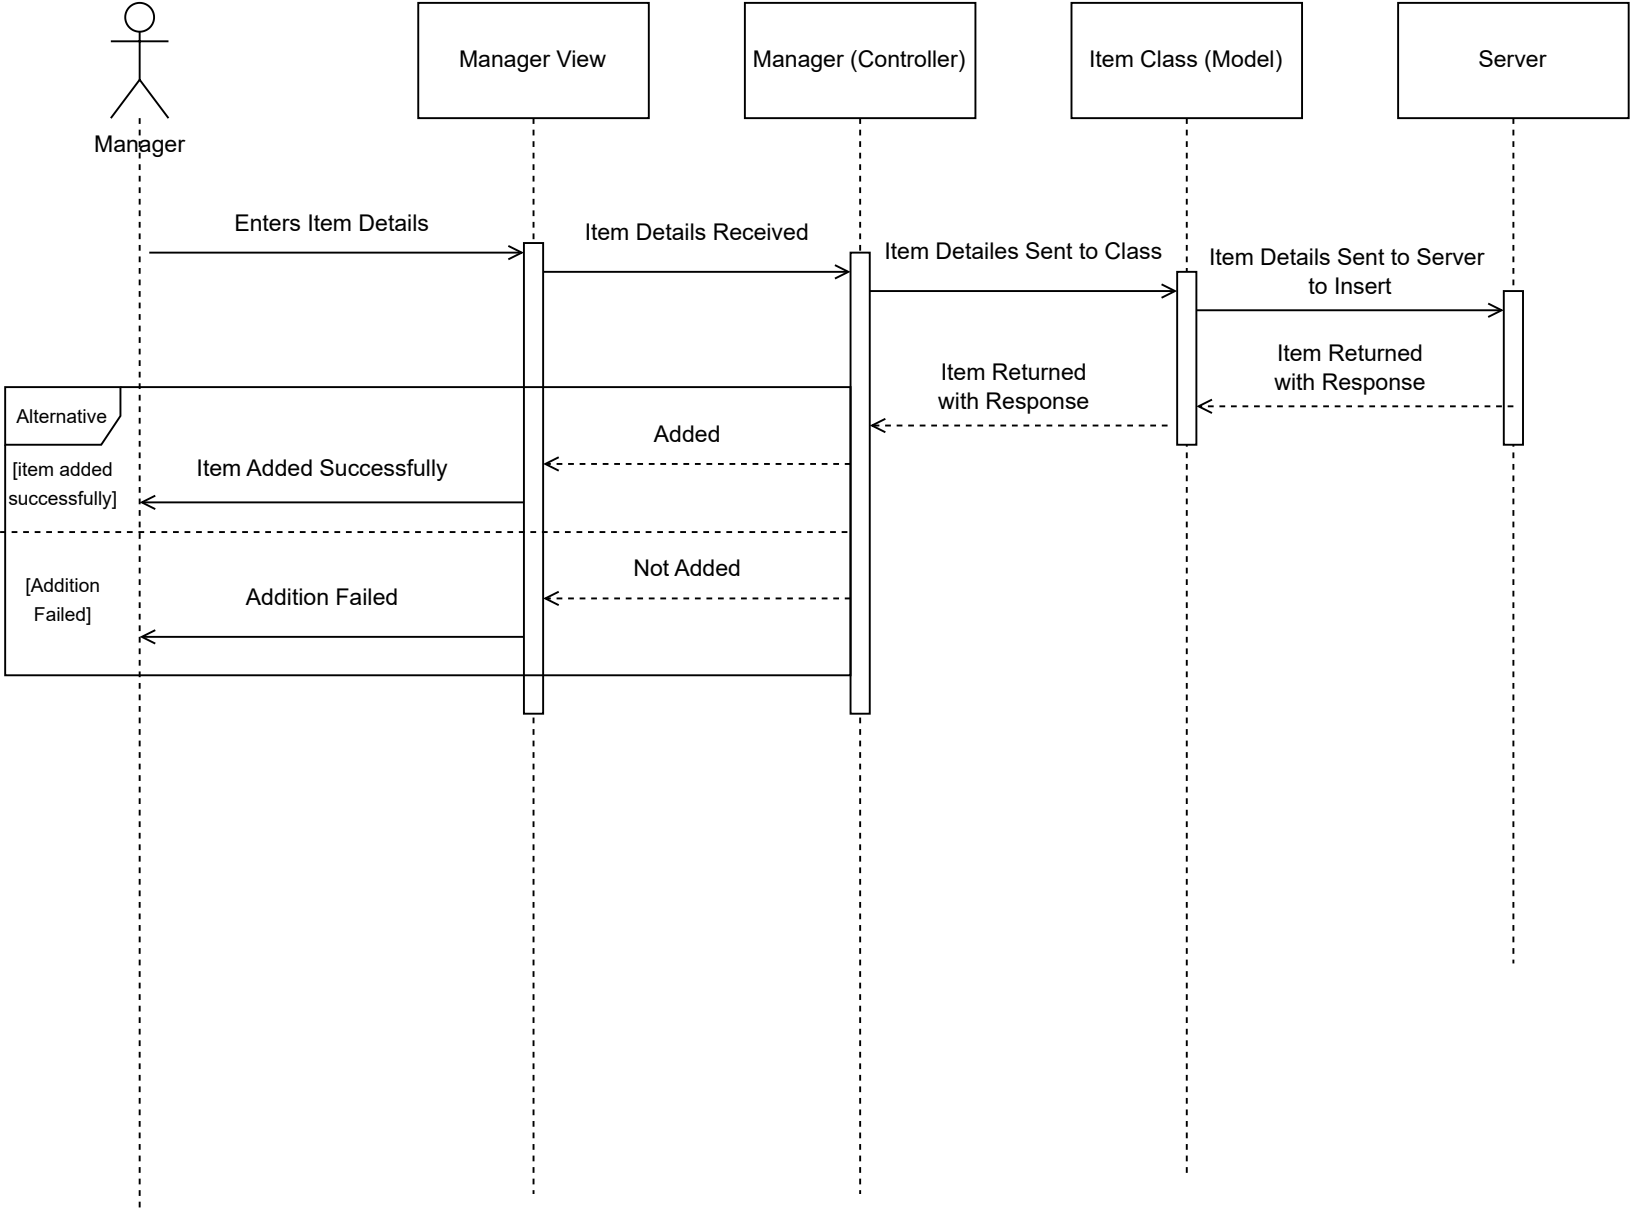 Manager
Manager View
Manager (Controller)
Item Class (Model)
Server
Enters Item Details
Item Details Received
Item Detailes Sent to Class
Item Details Sent to Server
to Insert
Item Returned
with Response
Item Returned
with Response
Alternative
[item added
successfully]
Added
Item Added Successfully
Not Added
[Addition
Failed]
Addition Failed